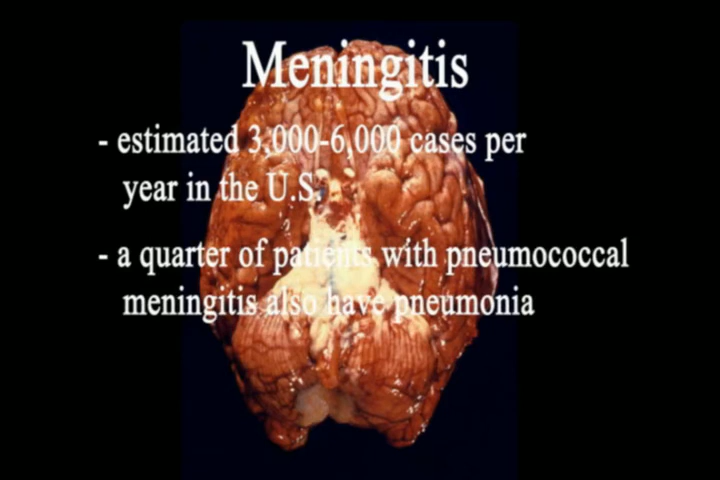 Meningitis
- estimated 3,000-6,000 cases per
year in the U.S.
- a quarter of patients with pneumococcal
meningitis also have pneumonia